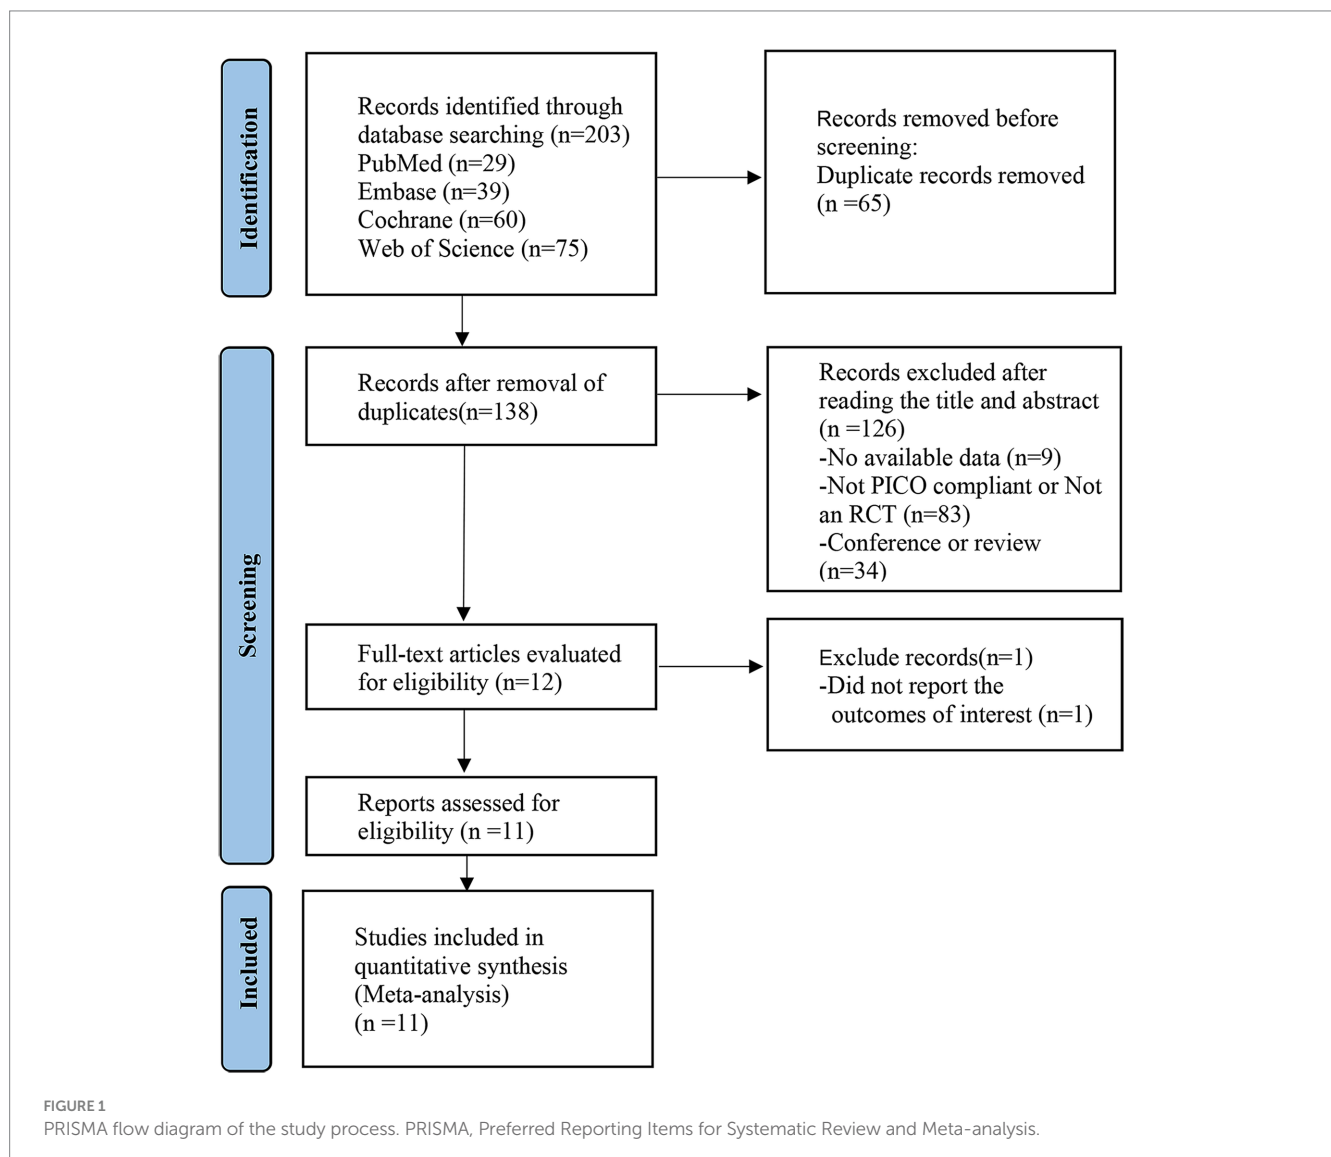 Identification
Records identified through
database searching (n=203)
PubMed (n=29)
Embase (n=39)
Cochrane (n=60)
Web of Science (n=75)
Records removed before
screening:
Duplicate records removed
(n =65)
Screening
Records after removal of
duplicates(n=138)
Records excluded after
reading the title and abstract
(n =126)
-No available data (n=9)
-Not PICO compliant or Not
an RCT (n=83)
-Conference or review
(n=34)
Full-text articles evaluated
for eligibility (n=12)
Exclude records(n=1)
-Did not report the
outcomes of interest (n=1)
Reports assessed for
eligibility (n =11)
Included
Studies included in
quantitative synthesis
(Meta-analysis)
(n =11)
FIGURE 1
PRISMA flow diagram of the study process. PRISMA, Preferred Reporting Items for Systematic Review and Meta-analysis.